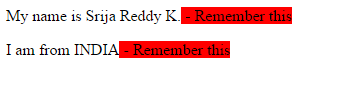 My name is Srija Reddy K. - Remember this
I am from INDIA - Remember this